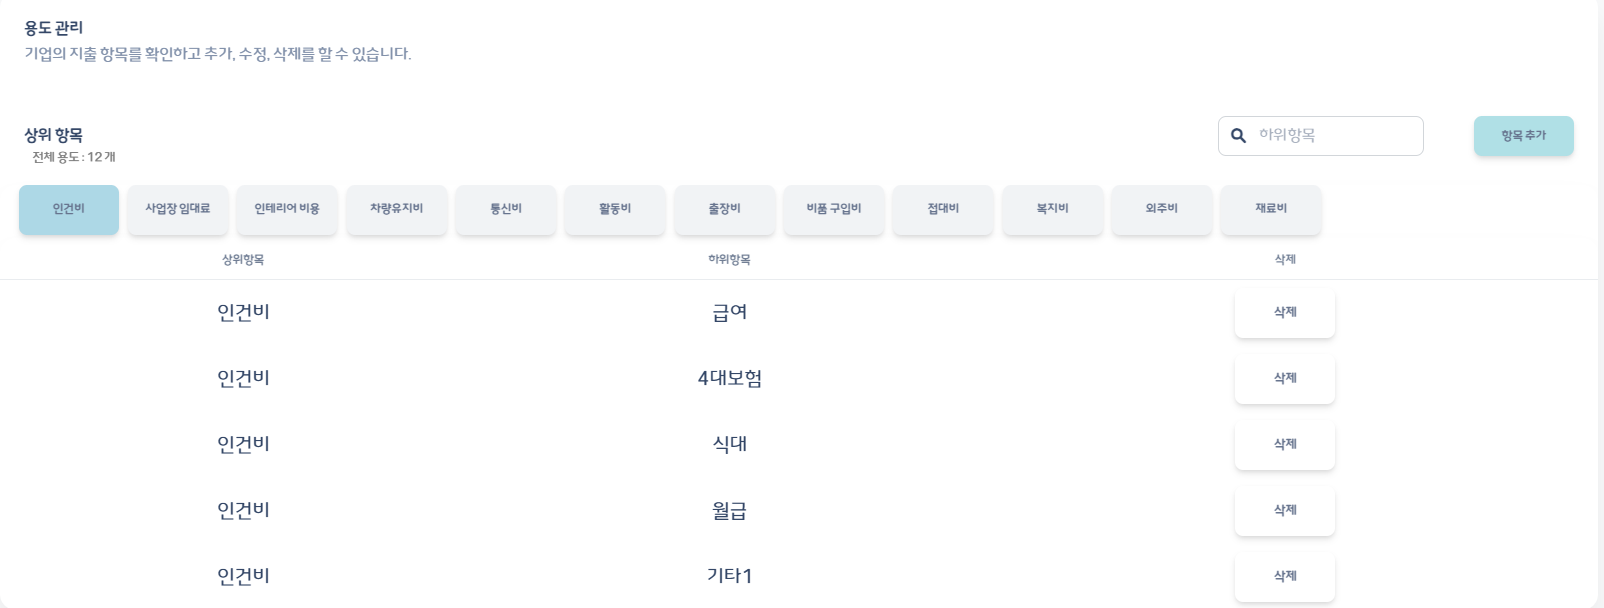 용도 관리
기업의 지출 항목를 확인하고 추가, 수정, 삭제를 할 수 있습니다.
상위 항목
전체 용도 : 12 개
하위항목
항목 추가
인건비 사업장 임대료 인테리어 비용 차량유지비 통신비 활동비 출장비 비품 구입비 접대비 복지비 외주비 재료비
상위항목 하위항목 삭제
인건비 급여 삭제
인건비 4대보험 삭제
인건비 식대 삭제
인건비 월급 삭제
인건비 기타1 삭제